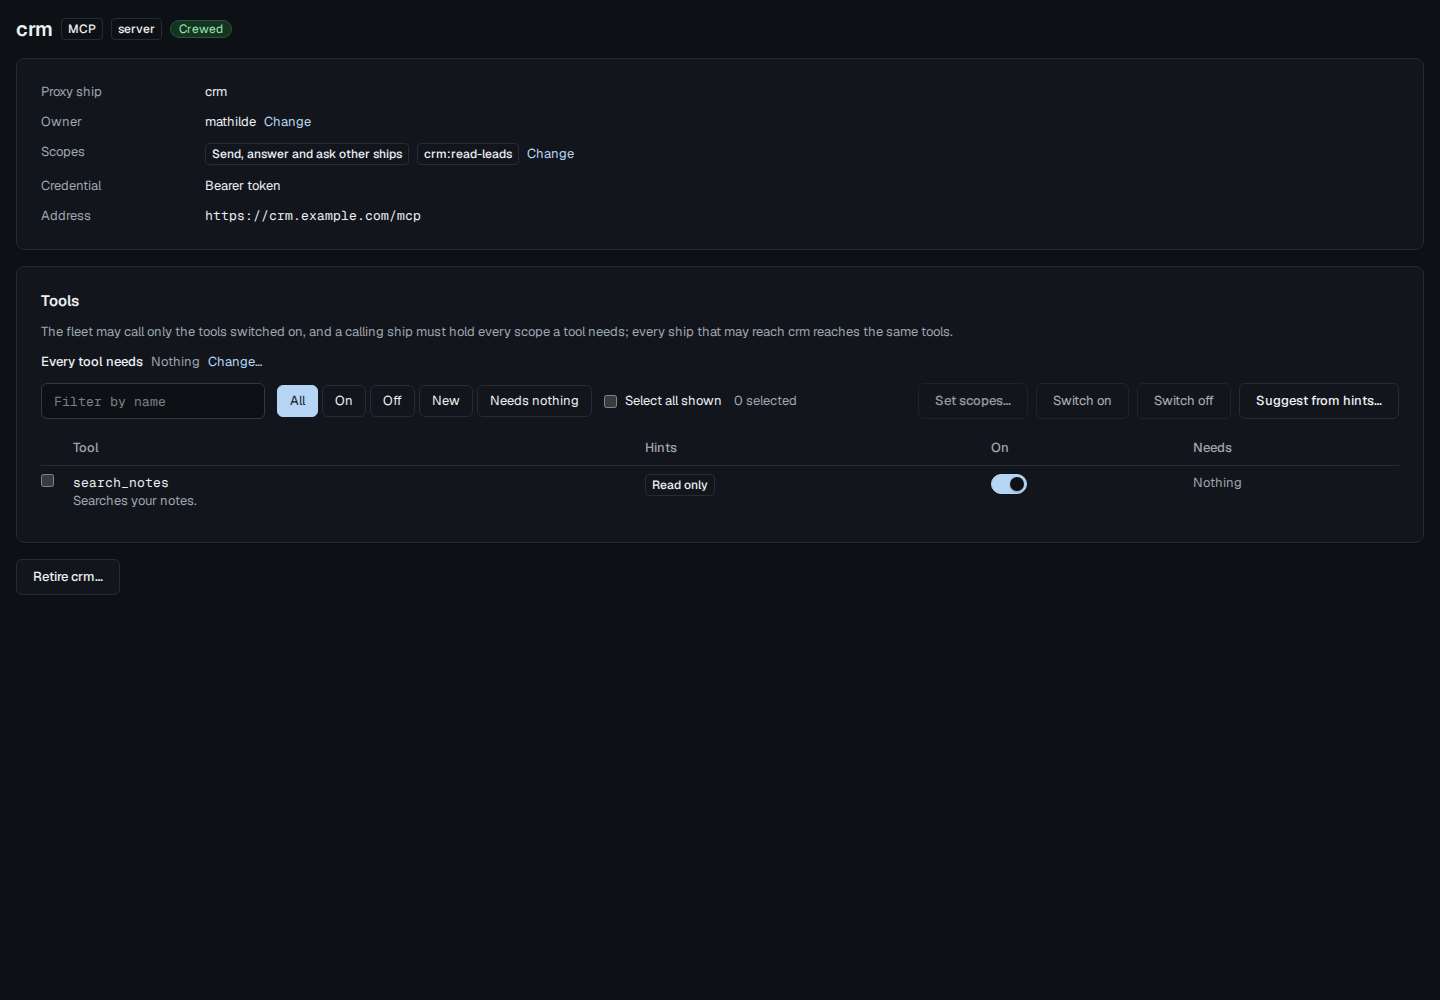 crm MCP server Crewed
Proxy ship crm
Owner mathilde Change
Scopes Send, answer and ask other ships crm:read-leads Change
Credential Bearer token
Address https://crm.example.com/mcp
Tools
The fleet may call only the tools switched on, and a calling ship must hold every scope a tool needs; every ship that may reach crm reaches the same tools.
Every tool needs Nothing Change…
Filter by name All On Off New Needs nothing Select all shown 0 selected Set scopes… Switch on Switch off Suggest from hints…
Tool Hints On Needs
search_notes Read only Nothing
Searches your notes.
Retire crm…